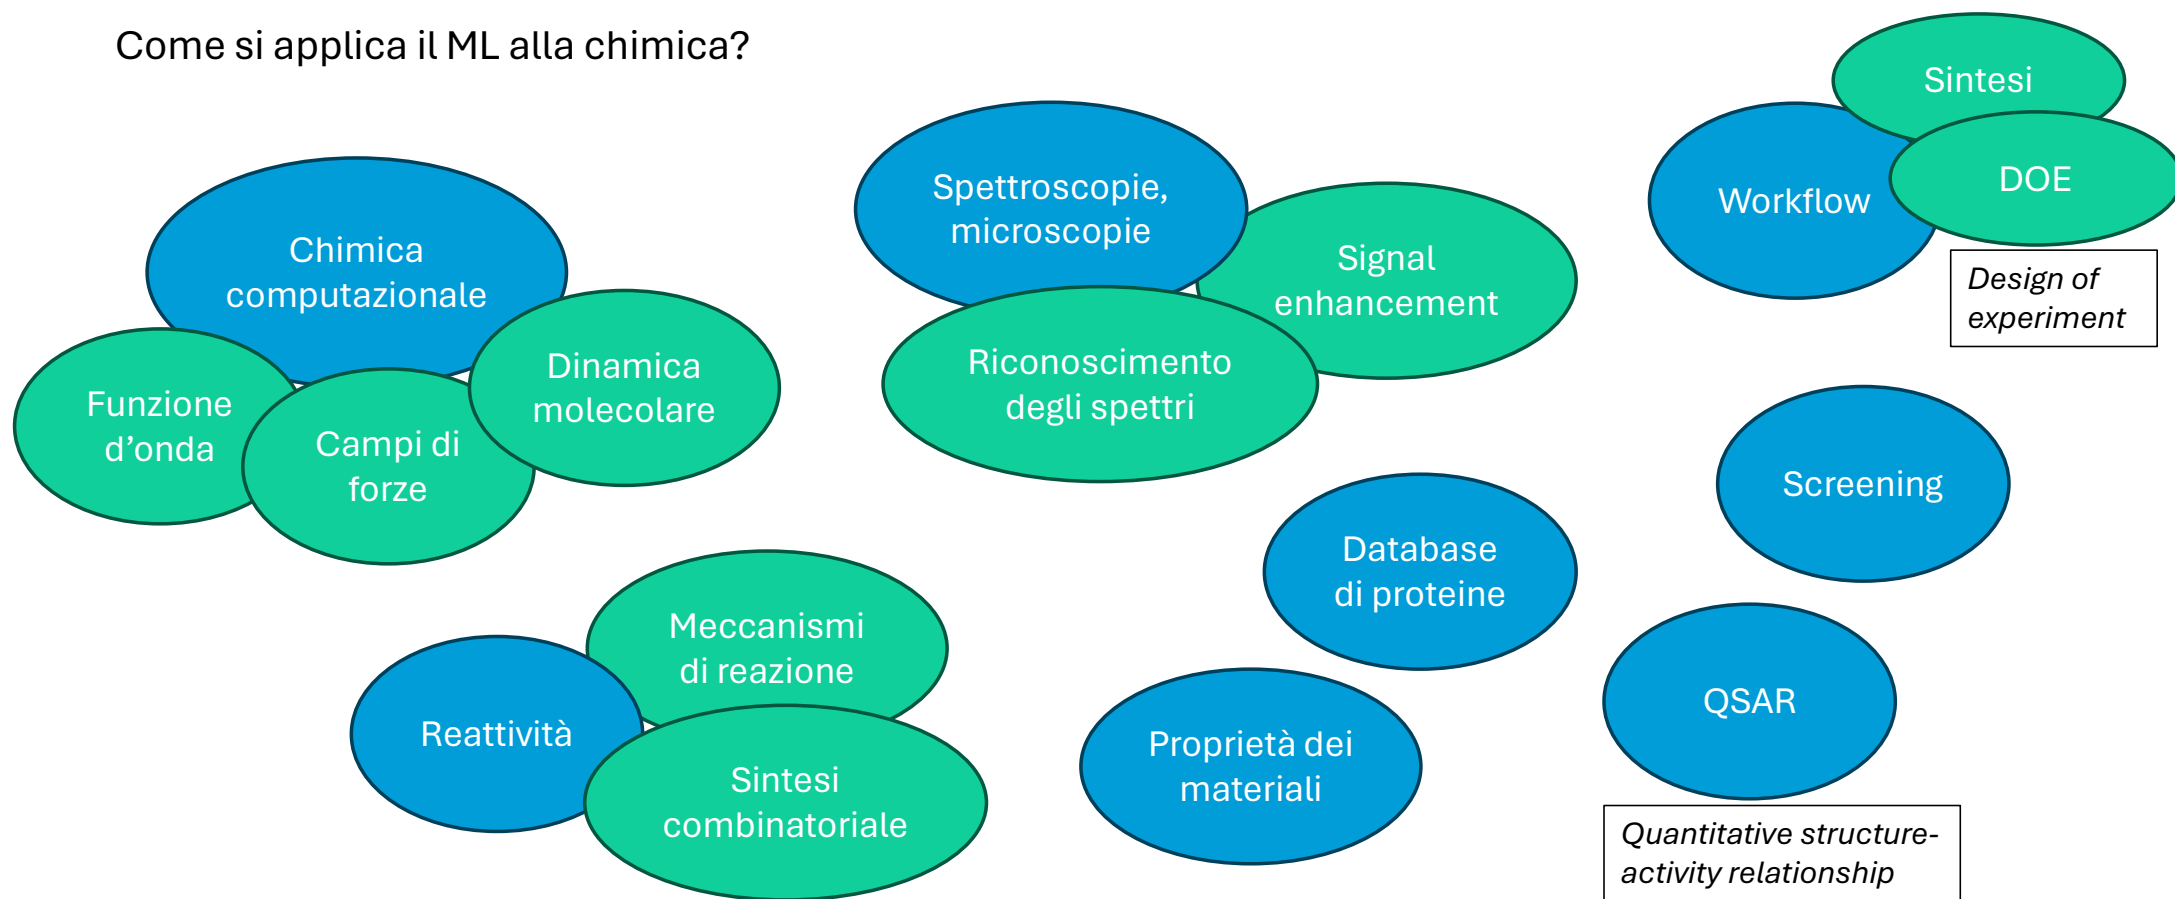 Come si applica il ML alla chimica?
Chimica
computazionale
Funzione
d’onda
Campi di
forze
Dinamica
molecolare
Spettroscopie,
microscopie
Signal
enhancement
Riconoscimento
degli spettri
Sintesi
Workflow
DOE
Design of
experiment
Screening
Database
di proteine
QSAR
Quantitative structure-
activity relationship
Proprietà dei
materiali
Meccanismi
di reazione
Reattività
Sintesi
combinatoriale